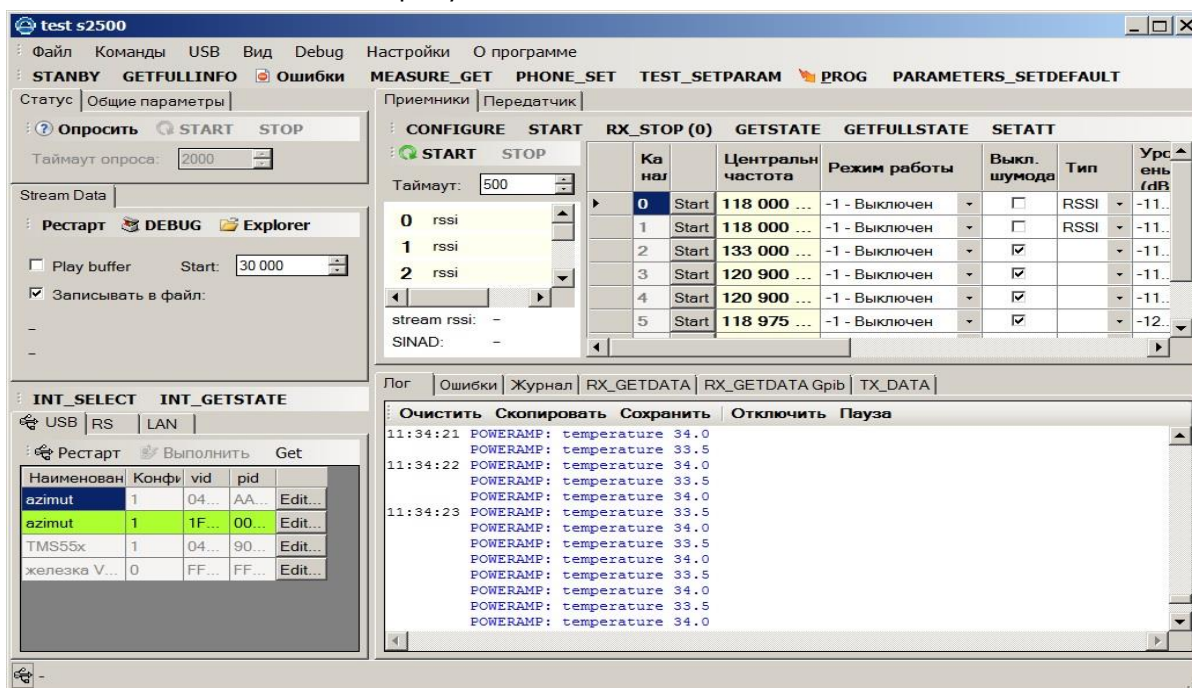 test s2500
Файл Команды USB Вид Debug Настройки О программе
STANBY GETFULLINFO Ошибки MEASURE_GET PHONE_SET TEST_SETPARAM PROG PARAMETERS_SETDEFAULT
Статус Общие параметры
Опросить START STOP
Таймаут опроса: 2000
Stream Data
Рестарт DEBUG Explorer
Play buffer Start: 30 000
Записывать в файл:
-
-
INT_SELECT INT_GETSTATE
USB RS LAN
Рестарт Выполнить Get
Наименован Конфи vid pid
azimut 1 04... AA... Edit...
azimut 1 1F... 00... Edit...
TMS55x 1 04... 90... Edit...
железка V... 0 FF... FF... Edit...
Приемники Передатчик
CONFIGURE START RX_STOP (0) GETSTATE GETFULLSTATE SETATT
START STOP
Таймаут: 500
0 rssi
1 rssi
2 rssi
stream rssi: -
SINAD: -
Ка Центральн Режим работы Выкл. Тип Урс
нал частота шумода ень
(dB
0 Start 118 000 ... -1 - Выключен RSSI -11...
1 Start 118 000 ... -1 - Выключен RSSI -11...
2 Start 133 000 ... -1 - Выключен -11...
3 Start 120 900 ... -1 - Выключен -11...
4 Start 120 900 ... -1 - Выключен -11...
5 Start 118 975 ... -1 - Выключен -12...
Лог Ошибки Журнал RX_GETDATA RX_GETDATA Gpib TX_DATA
Очистить Скопировать Сохранить Отключить Пауза
11:34:21 POWERAMP: temperature 34.0
POWERAMP: temperature 33.5
11:34:22 POWERAMP: temperature 34.0
POWERAMP: temperature 33.5
POWERAMP: temperature 34.0
11:34:23 POWERAMP: temperature 33.5
POWERAMP: temperature 34.0
POWERAMP: temperature 33.5
POWERAMP: temperature 34.0
POWERAMP: temperature 33.5
POWERAMP: temperature 34.0
POWERAMP: temperature 33.5
POWERAMP: temperature 34.0
-